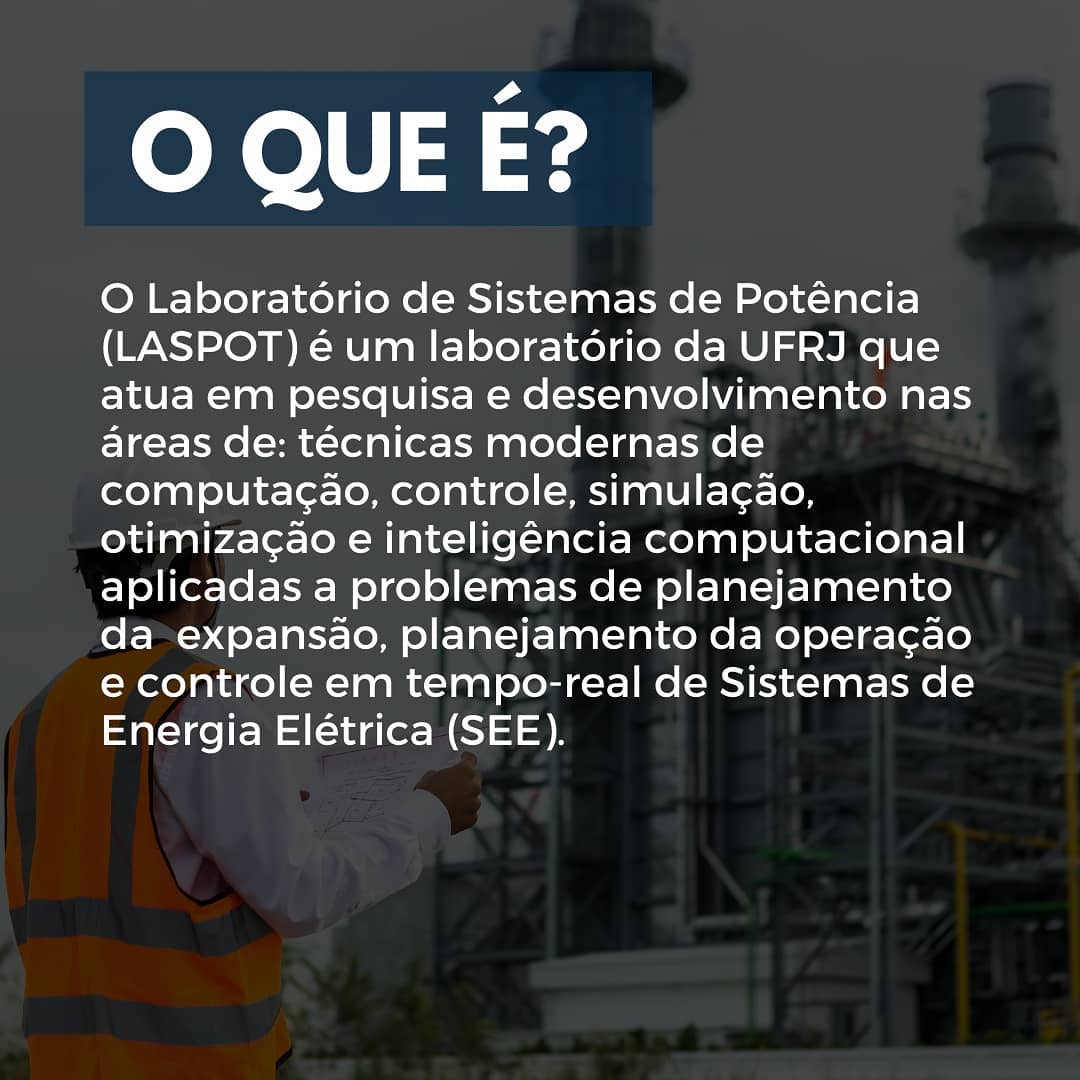 O QUE É?
O Laboratório de Sistemas de Potência
(LASPOT) é um laboratório da UFRJ que
atua em pesquisa e desenvolvimento nas
áreas de: técnicas modernas de
computação, controle, simulação,
otimização e inteligência computacional
aplicadas a problemas de planejamento
da  expansão, planejamento da operação
e controle em tempo-real de Sistemas de
Energia Elétrica (SEE).